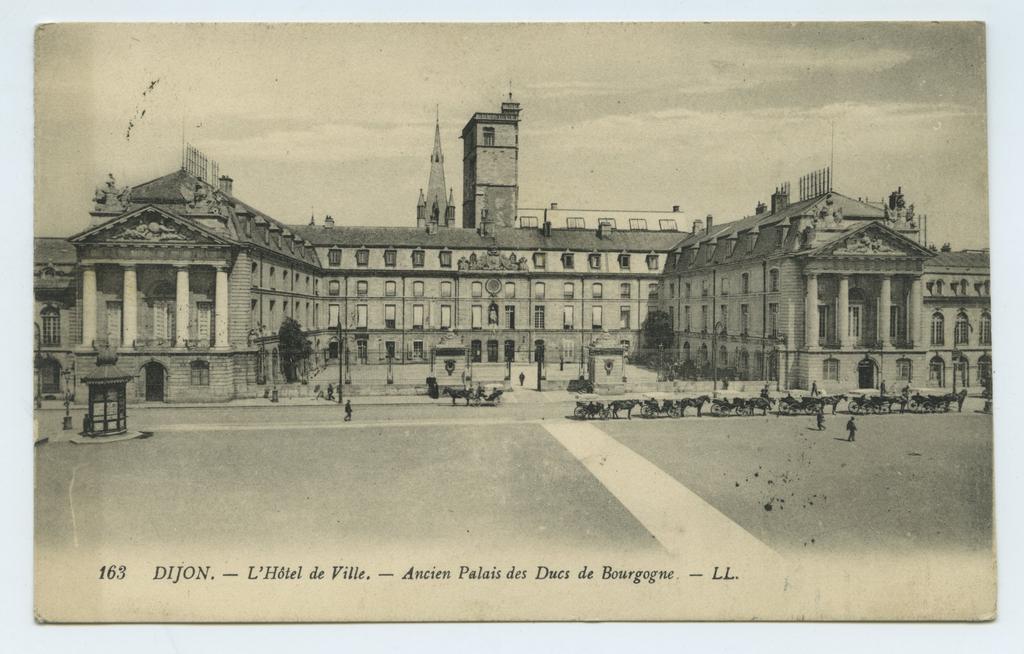 163 DIJON. — L'Hôtel de Ville. — Ancien Palais des Ducs de Bourgogne. — LL.